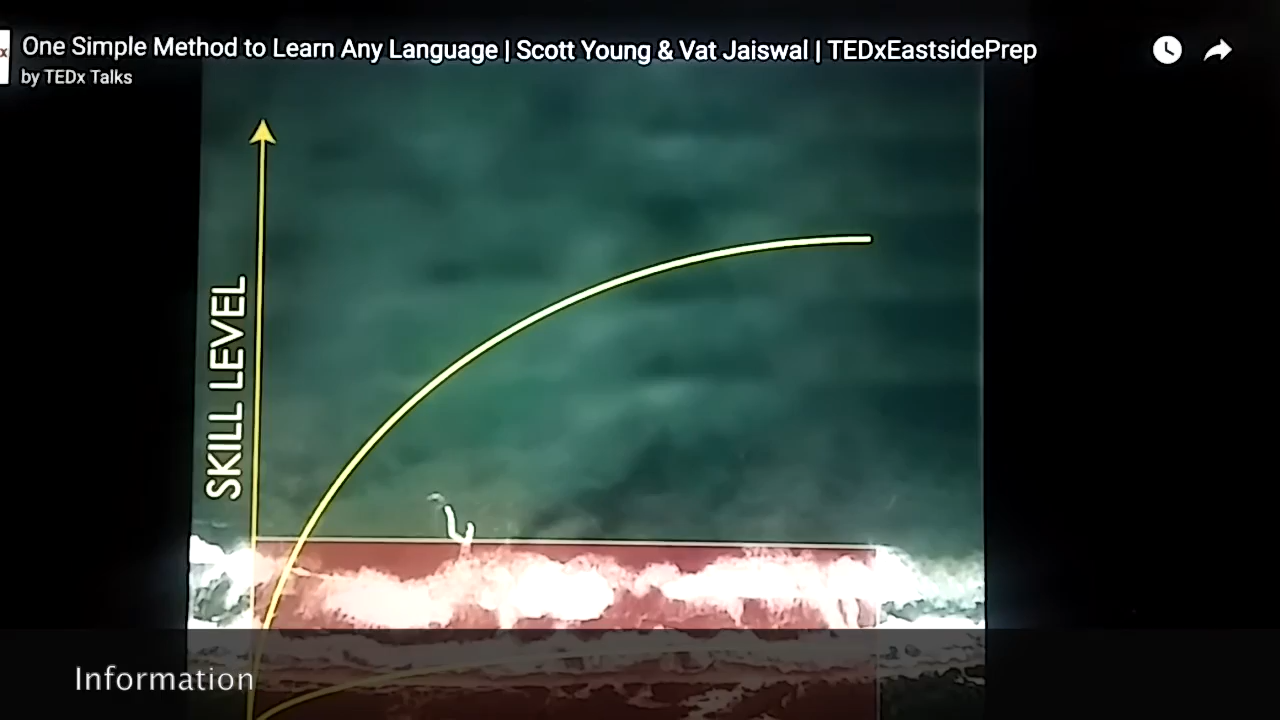 One Simple Method to Learn Any Language | Scott Young & Vat Jaiswal | TEDxEastsidePrep
by TEDx Talks
SKILL LEVEL
Information